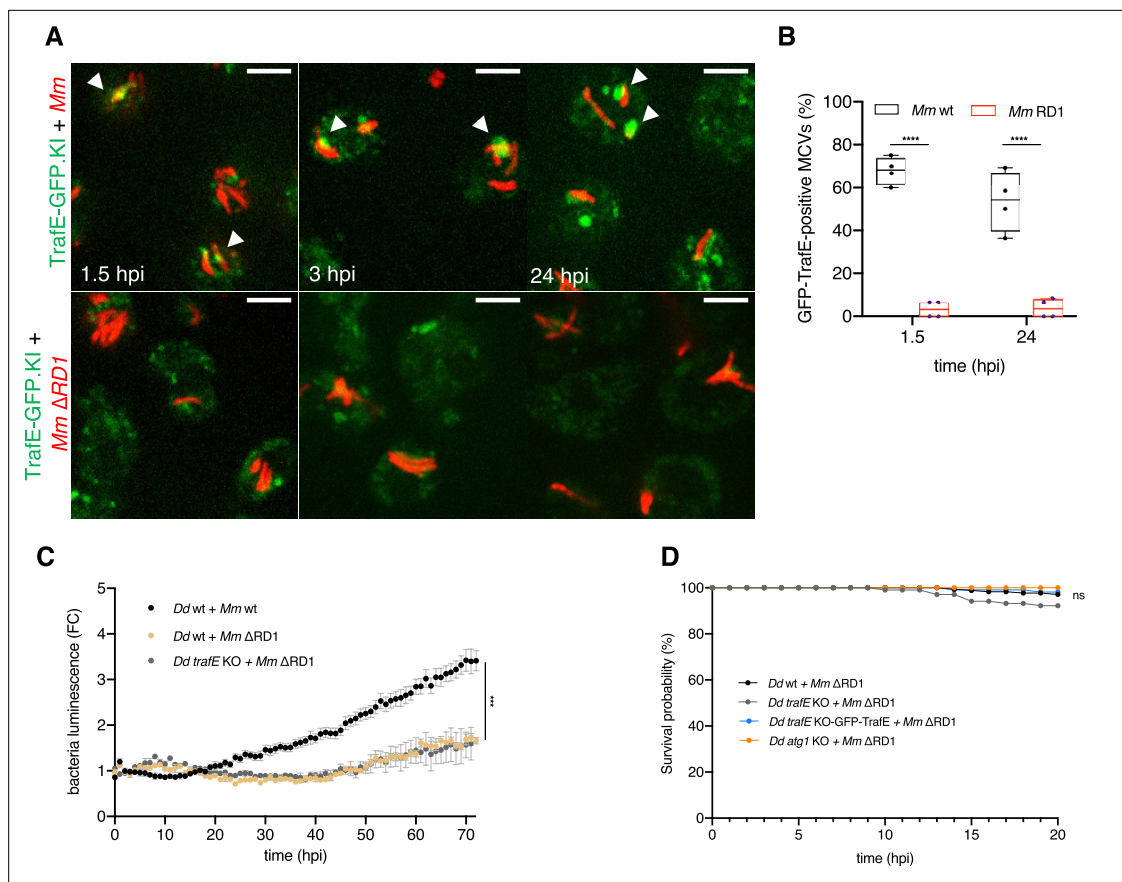 A
TrafE-GFP.KI + Mm
1.5 hpi
3 hpi
24 hpi
TrafE-GFP.KI +
Mm ΔRD1
B
Mm wt
Mm RD1
GFP-TrafE-positive MCVs (%)
100
80
60
40
20
0
****
****
1.5
24
time (hpi)
C
bacteria luminescence (FC)
5
4
3
2
1
0
Dd wt + Mm wt
Dd wt + Mm ΔRD1
Dd trafE KO + Mm ΔRD1
***
0 10 20 30 40 50 60 70
time (hpi)
D
Survival probability (%)
100
80
60
40
20
0
ns
Dd wt + Mm ΔRD1
Dd trafE KO + Mm ΔRD1
Dd trafE KO-GFP-TrafE + Mm ΔRD1
Dd atg1 KO + Mm ΔRD1
0 5 10 15 20
time (hpi)